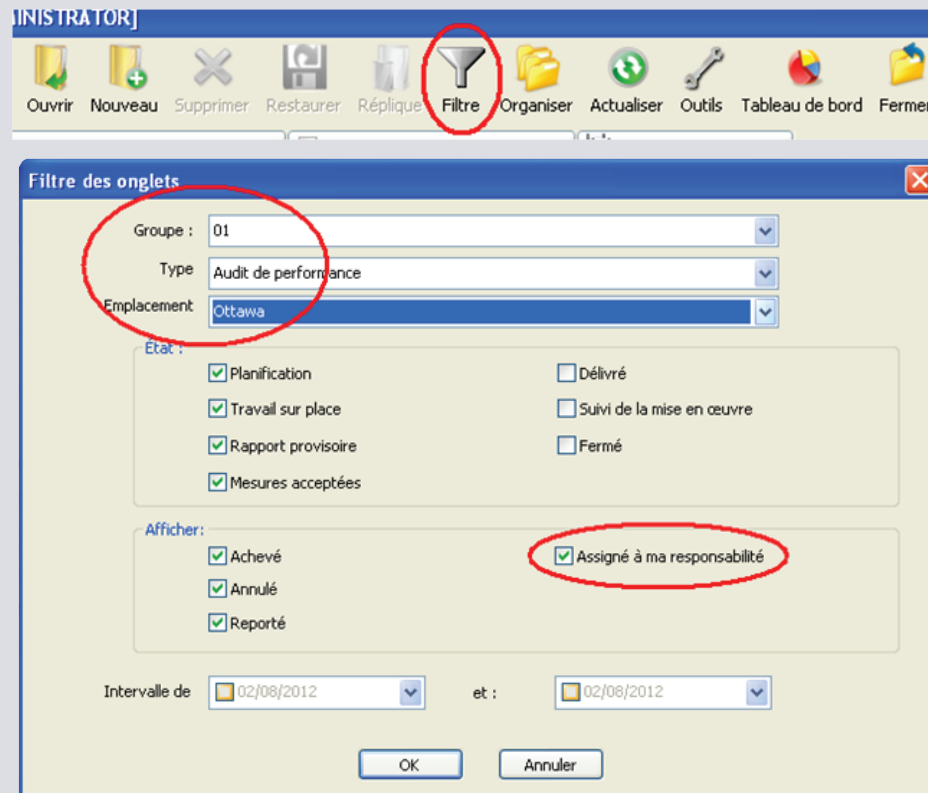 INISTRATOR]
Ouvrir Nouveau Supprimer Restaurer Réplique Filtre Organiser Actualiser Outils Tableau de bord Fermer
Filtre des onglets
Groupe : 01
Type Audit de performance
Emplacement Ottawa
État :
Planification Délivré
Travail sur place Suivi de la mise en œuvre
Rapport provisoire Fermé
Mesures acceptées
Afficher:
Achevé Assigné à ma responsabilité
Annulé
Reporté
Intervalle de 02/08/2012 et : 02/08/2012
OK Annuler